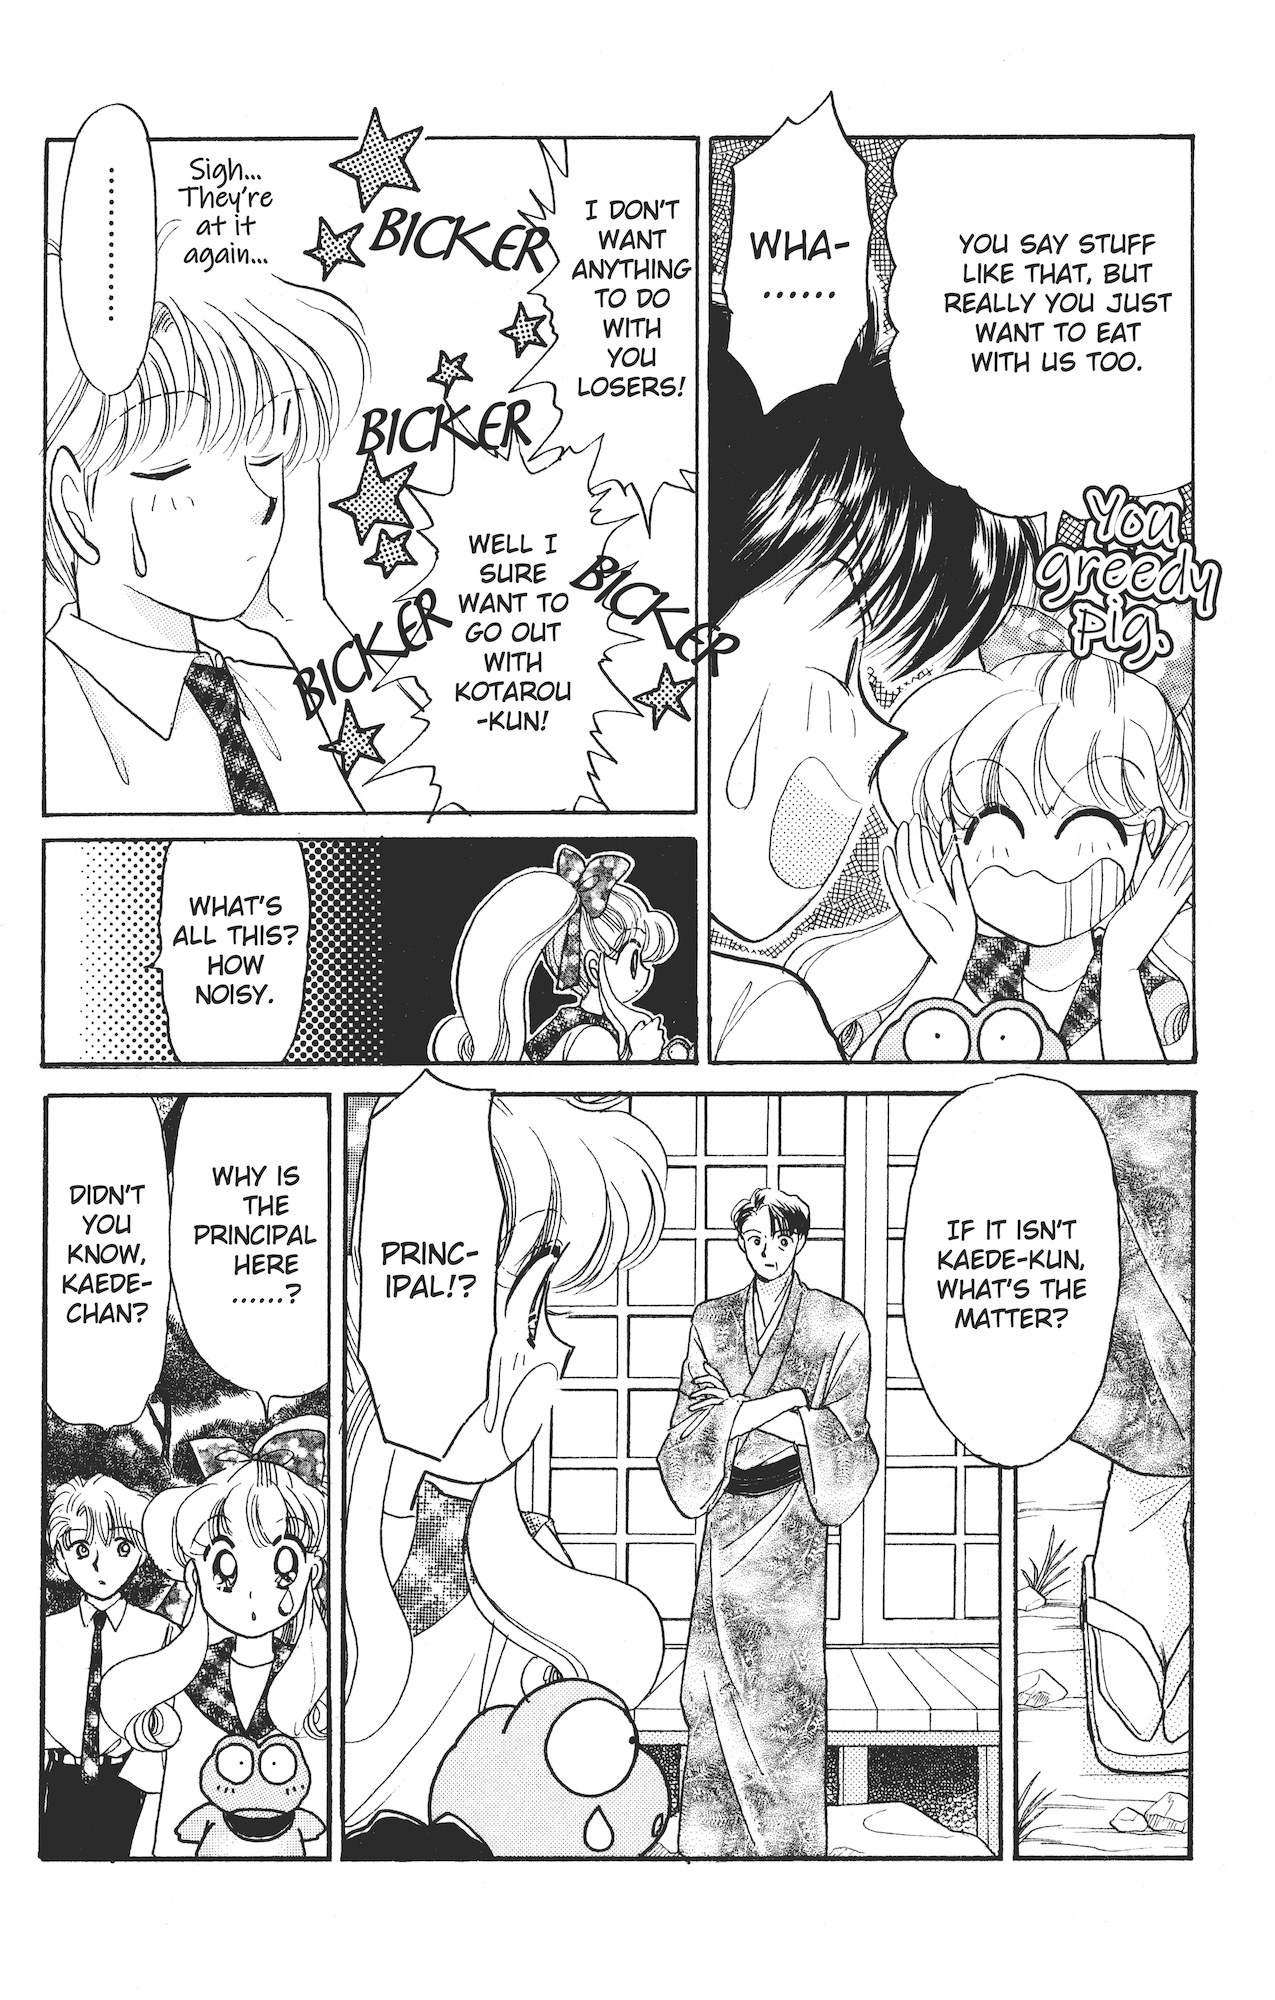 YOU SAY STUFF
LIKE THAT, BUT
REALLY YOU JUST
WANT TO EAT
WITH US TOO.
WHA-
......
You
greedy
pig.
I DON'T
WANT
ANYTHING
TO DO
WITH
YOU
LOSERS!
BICKER
BICKER
BICKER
BICKER
WELL I
SURE
WANT TO
GO OUT
WITH
KOTAROU
-KUN!
Sigh...
They're
at it
again...
............
WHAT'S
ALL THIS?
HOW
NOISY.
IF IT ISN'T
KAEDE-KUN,
WHAT'S THE
MATTER?
PRINC-
IPAL!?
WHY IS
THE
PRINCIPAL
HERE
......?
DIDN'T
YOU
KNOW,
KAEDE-
CHAN?